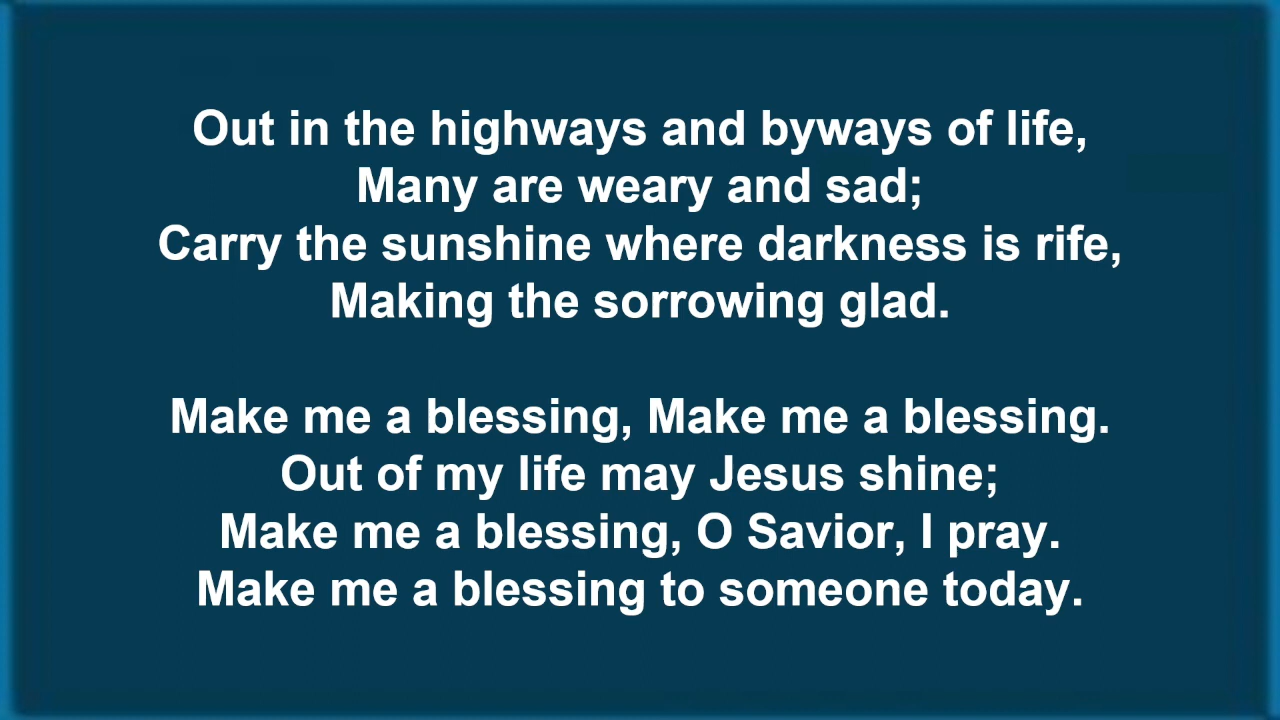 Out in the highways and byways of life,
Many are weary and sad;
Carry the sunshine where darkness is rife,
Making the sorrowing glad.
Make me a blessing, Make me a blessing.
Out of my life may Jesus shine;
Make me a blessing, O Savior, I pray.
Make me a blessing to someone today.